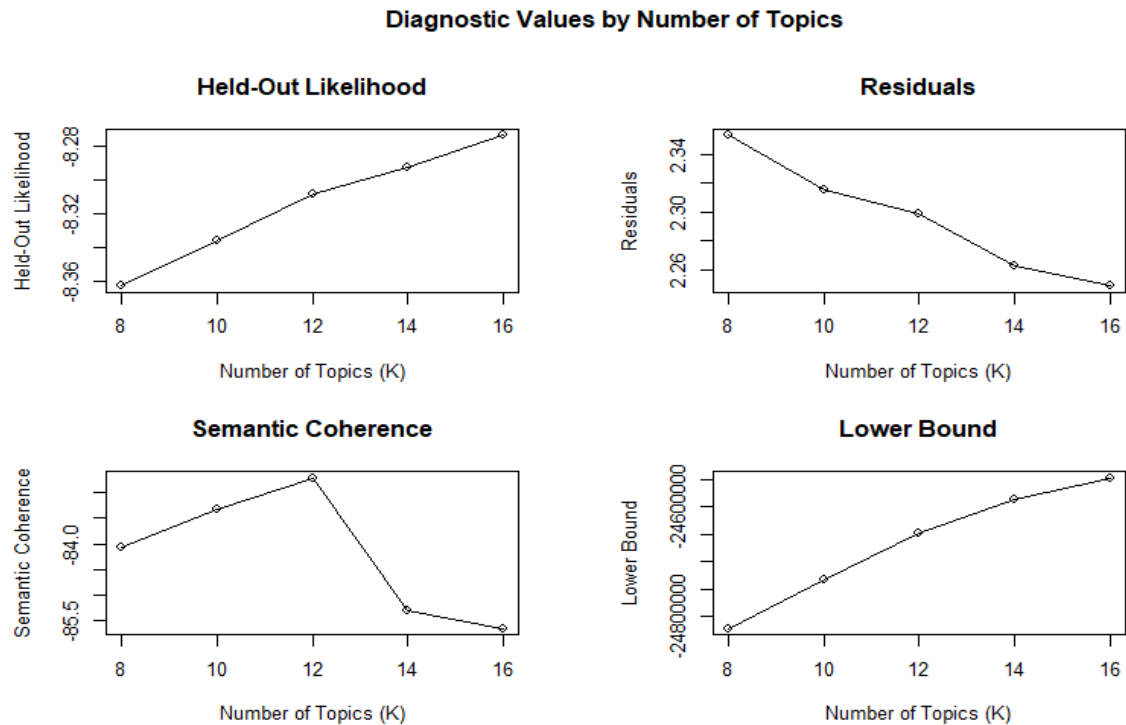 Diagnostic Values by Number of Topics
Held-Out Likelihood
Held-Out Likelihood
-8.28
-8.32
-8.36
8 10 12 14 16
Number of Topics (K)
Residuals
Residuals
2.34
2.30
2.26
8 10 12 14 16
Number of Topics (K)
Semantic Coherence
Semantic Coherence
-84.0
-85.5
8 10 12 14 16
Number of Topics (K)
Lower Bound
Lower Bound
-24600000
-24800000
8 10 12 14 16
Number of Topics (K)